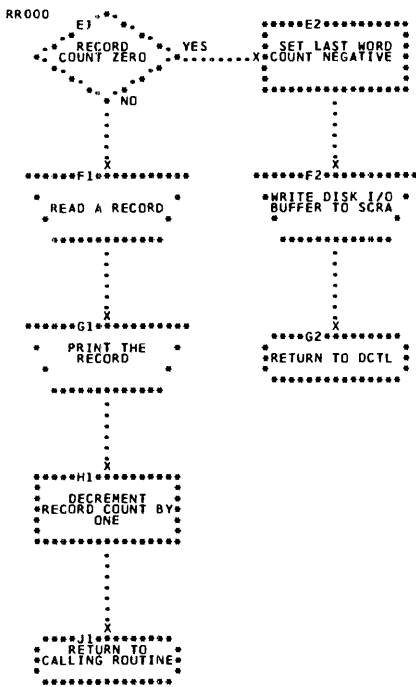 RR000
E1
RECORD
COUNT ZERO
YES
NO
E2
SET LAST WORD
COUNT NEGATIVE
F1
READ A RECORD
F2
WRITE DISK I/O
BUFFER TO SCRA
G1
PRINT THE
RECORD
G2
RETURN TO DCTL
H1
DECREMENT
RECORD COUNT BY
ONE
J1
RETURN TO
CALLING ROUTINE